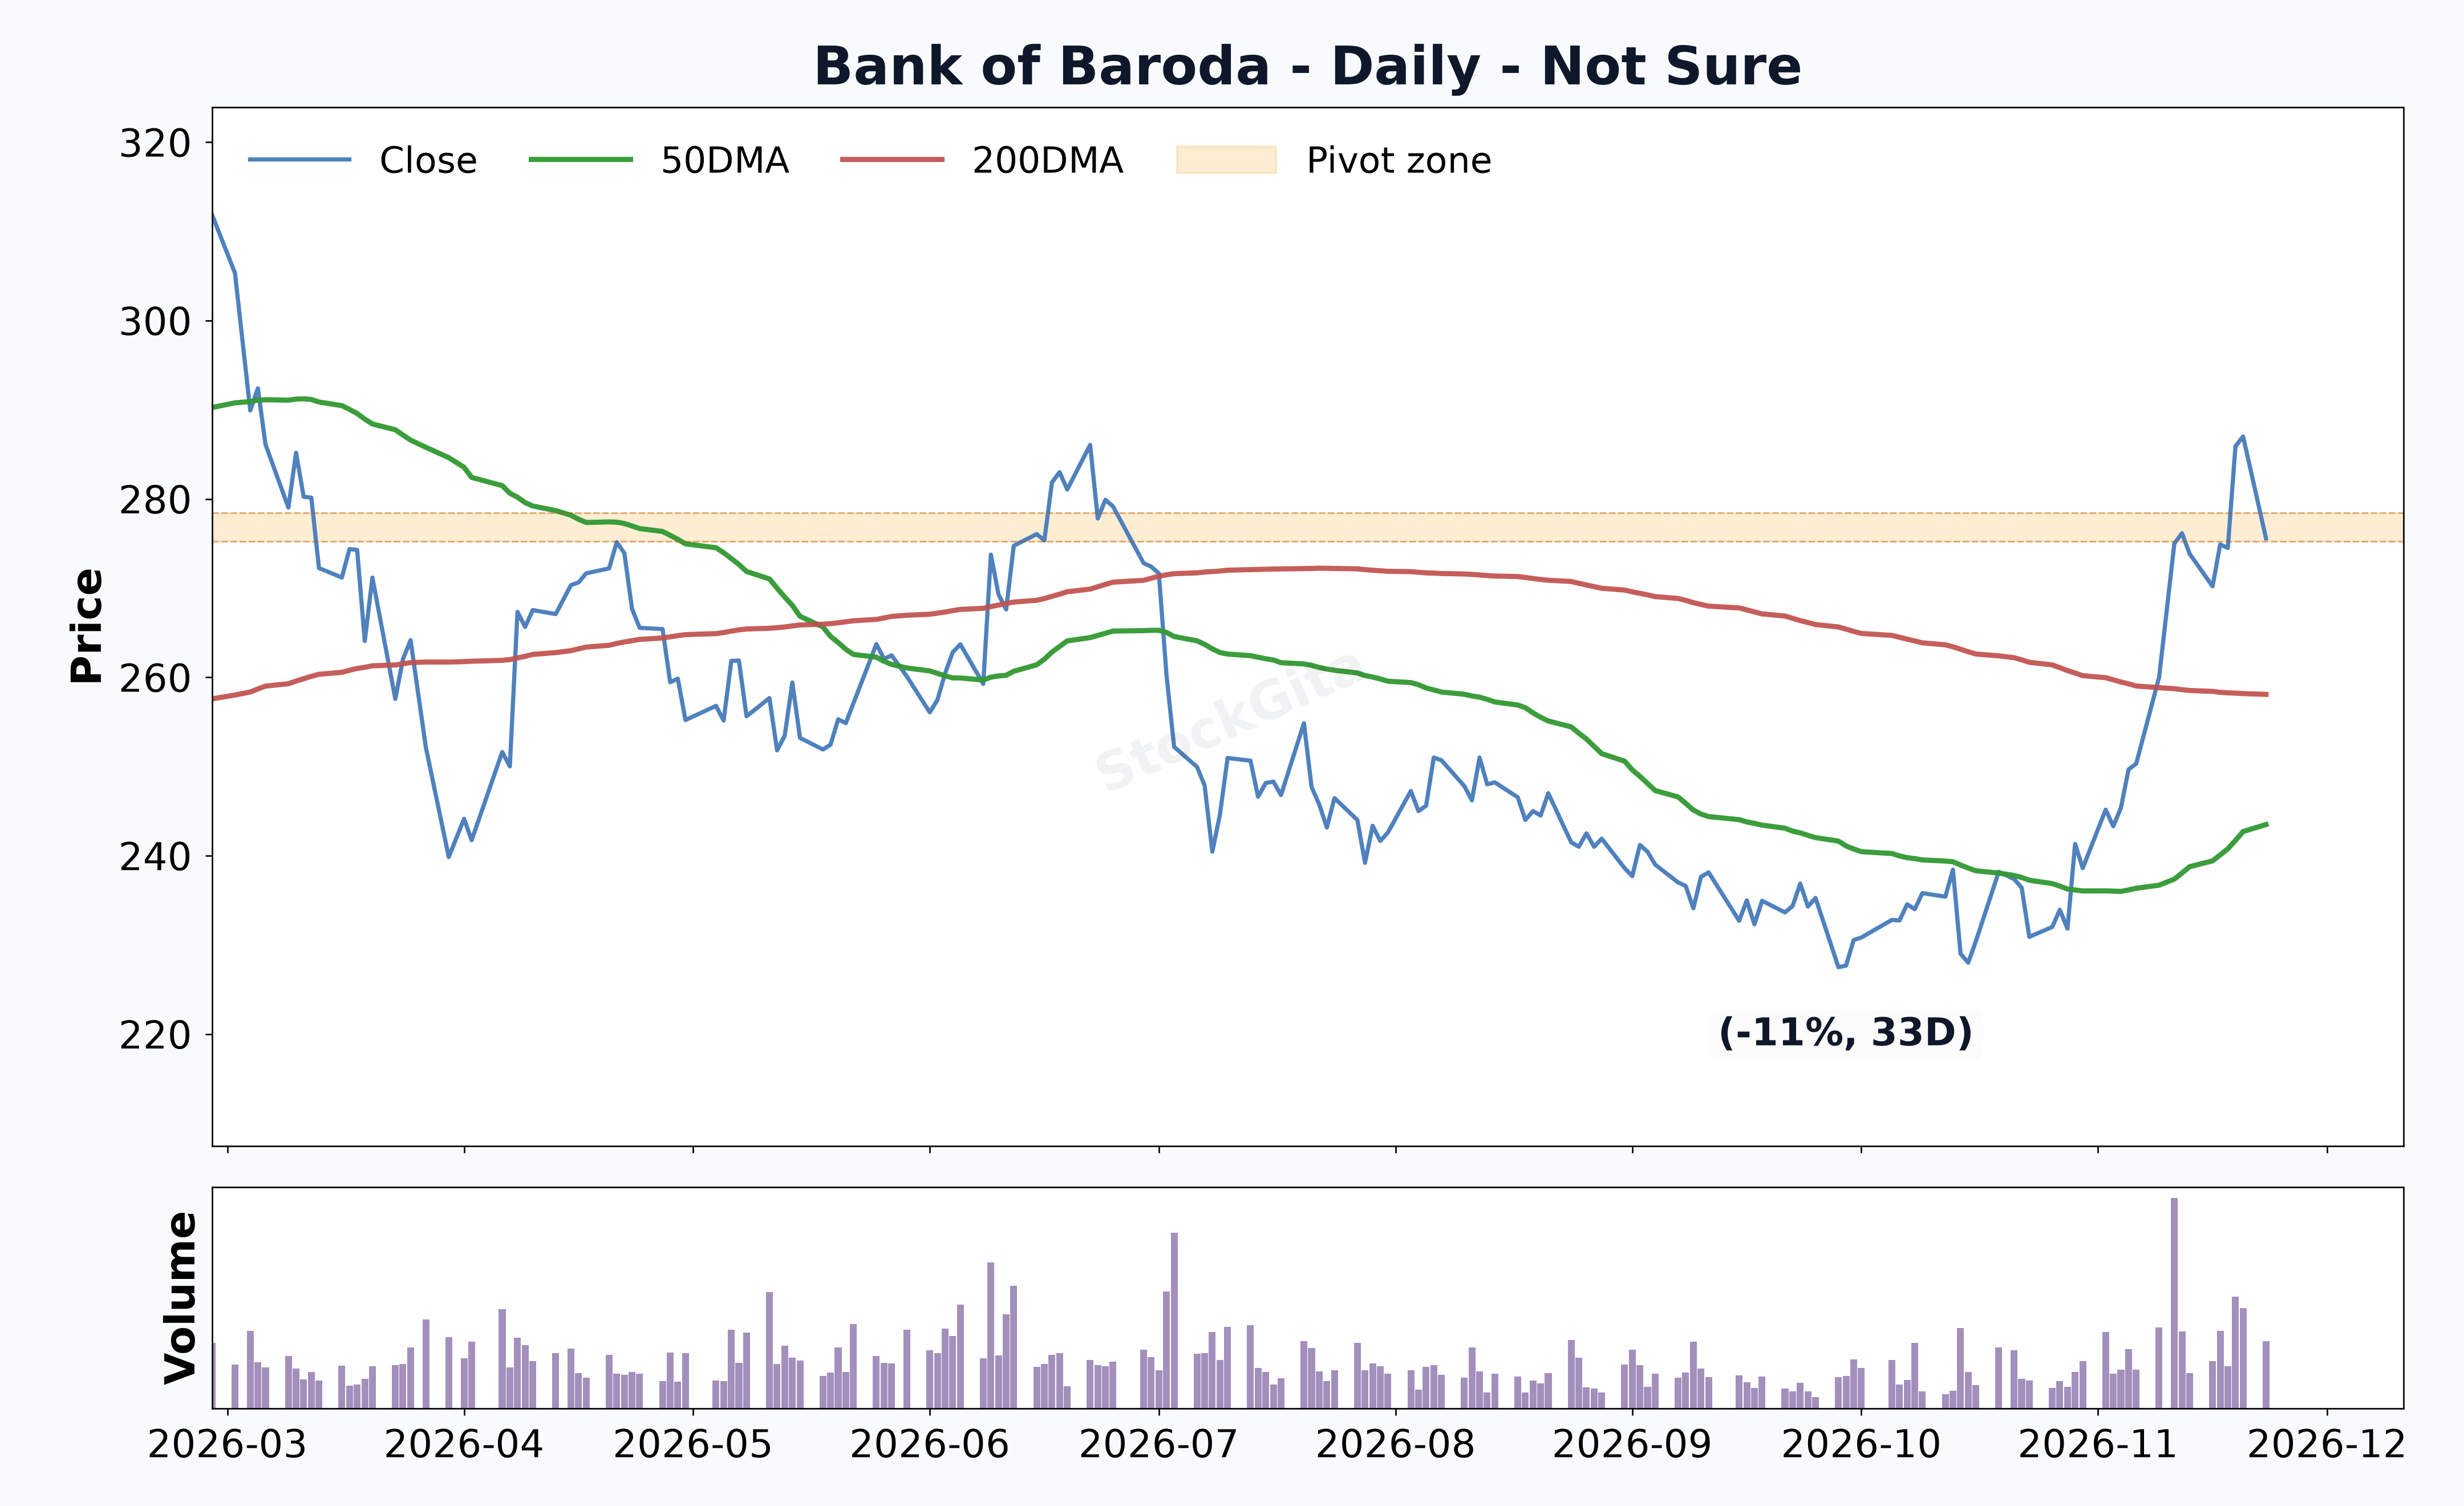 Bank of Baroda - Daily - Not Sure
Close 50DMA 200DMA Pivot zone
320
300
280
260
240
220
Price
StockGita
(-11%, 33D)
Volume
2026-03 2026-04 2026-05 2026-06 2026-07 2026-08 2026-09 2026-10 2026-11 2026-12